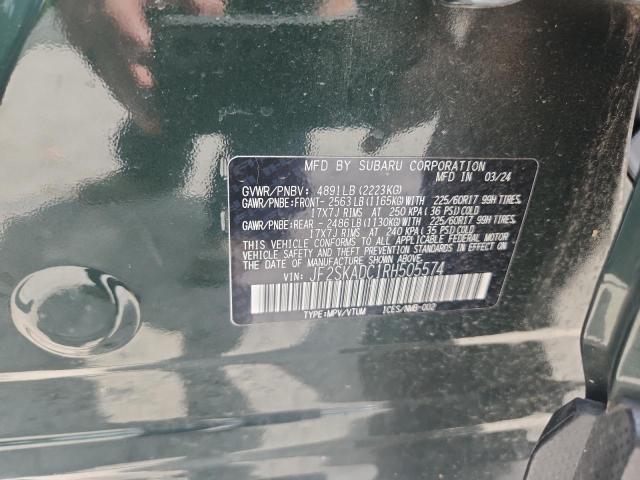 MFD BY SUBARU CORPORATION
MFD IN 03/24
GVWR/PNBV: 4891LB (2223KG)
GAWR/PNBE:FRONT- 2563LB (1165KG)WITH 225/60R17 99H TIRES,
17X7J RIMS AT 250 KPA(36 PSI)COLD
GAWR/PNBE:REAR -2486LB(1130KG)WITH 225/60R17 99H TIRES,
17X7J RIMS AT 240 KPA(35 PSI)COLD
THIS VEHICLE CONFORMS TO ALL APPLICABLE FEDERAL MOTOR
VEHICLE SAFETY AND BUMPER STANDARDS IN EFFECT ON THE
DATE OF MANUFACTURE SHOWN ABOVE.
VIN: JF2SKADC1RH505574
TYPE:MPV/VTUM ICES/NMB-002